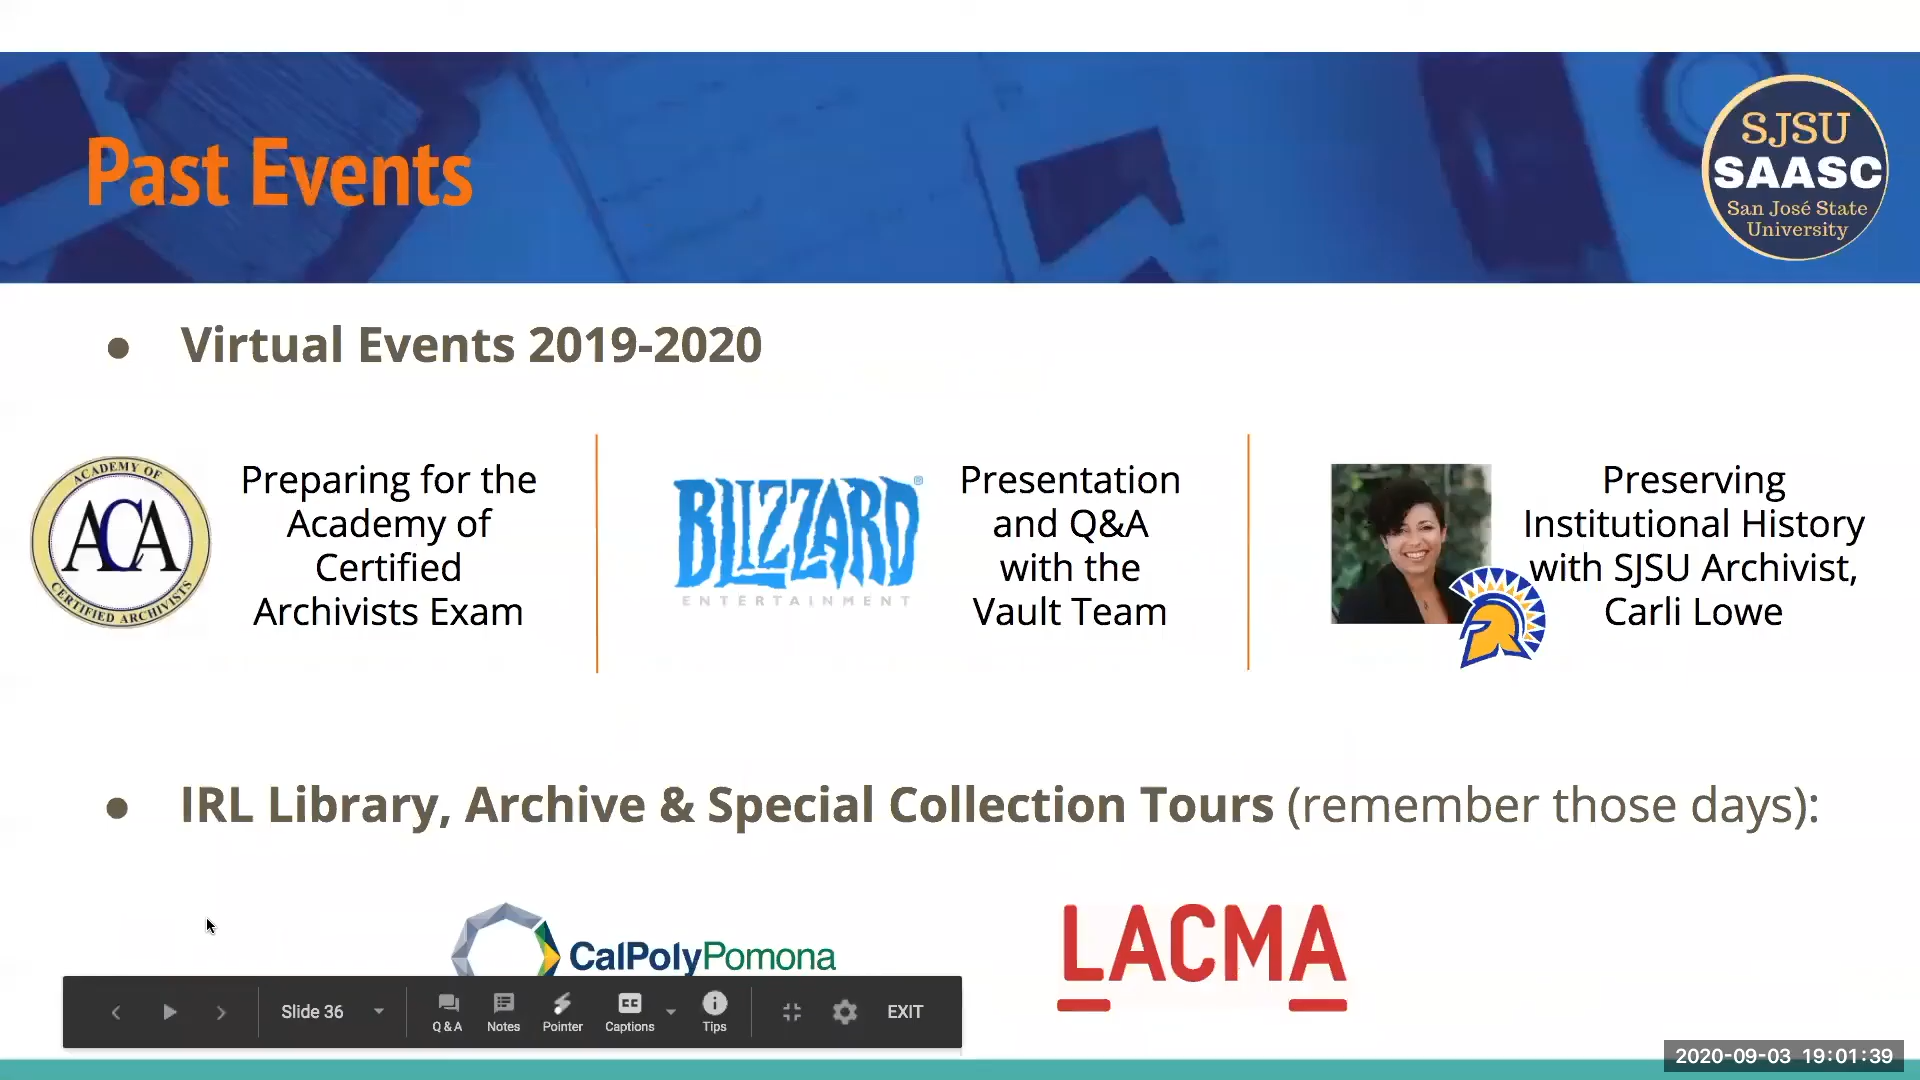 Past Events
SJSU
SAASC
San José State
University
● Virtual Events 2019-2020
ACADEMY OF
ACA
CERTIFIED ARCHIVISTS
Preparing for the
Academy of
Certified
Archivists Exam
BLIZZARD®
ENTERTAINMENT
Presentation
and Q&A
with the
Vault Team
Preserving
Institutional History
with SJSU Archivist,
Carli Lowe
● IRL Library, Archive & Special Collection Tours (remember those days):
CalPolyPomona
LACMA
Slide 36
Q & A
Notes
Pointer
CC
Captions
Tips
EXIT
2020-09-03 19:01:39